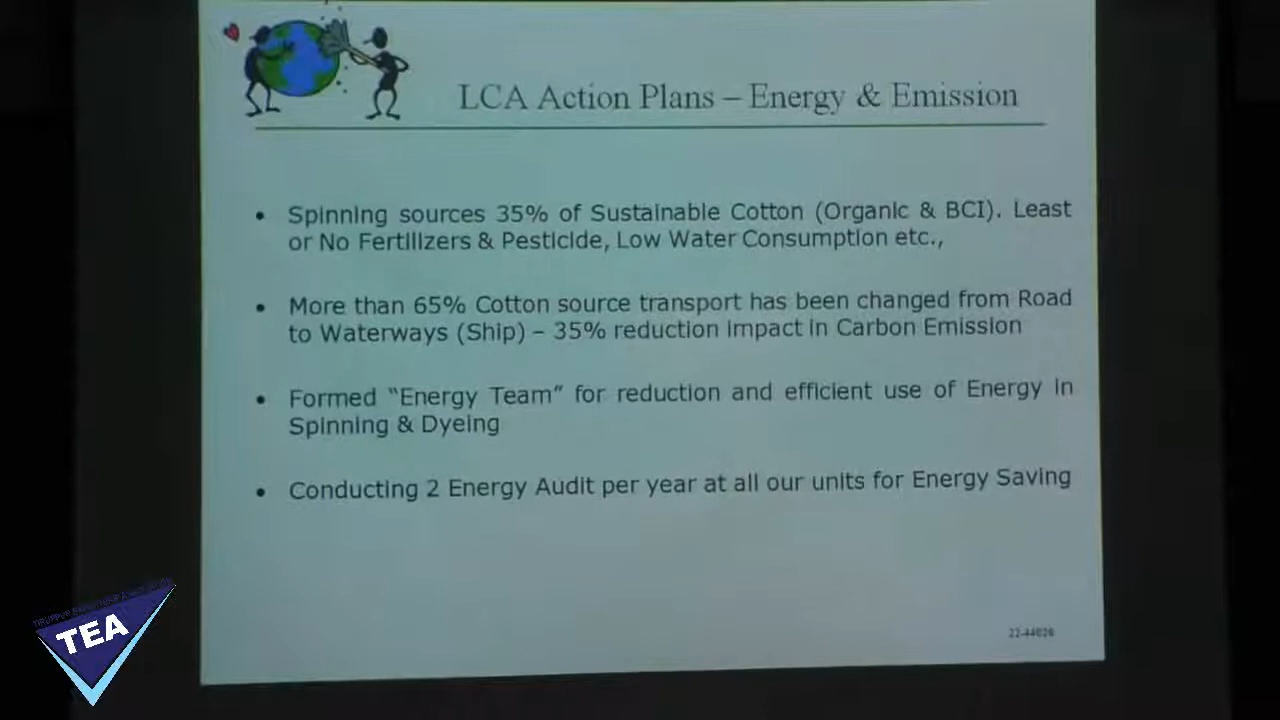 LCA Action Plans – Energy & Emission
• Spinning sources 35% of Sustainable Cotton (Organic & BCI). Least
or No Fertilizers & Pesticide, Low Water Consumption etc.,
• More than 65% Cotton source transport has been changed from Road
to Waterways (Ship) – 35% reduction impact in Carbon Emission
• Formed “Energy Team” for reduction and efficient use of Energy in
Spinning & Dyeing
• Conducting 2 Energy Audit per year at all our units for Energy Saving
TEA